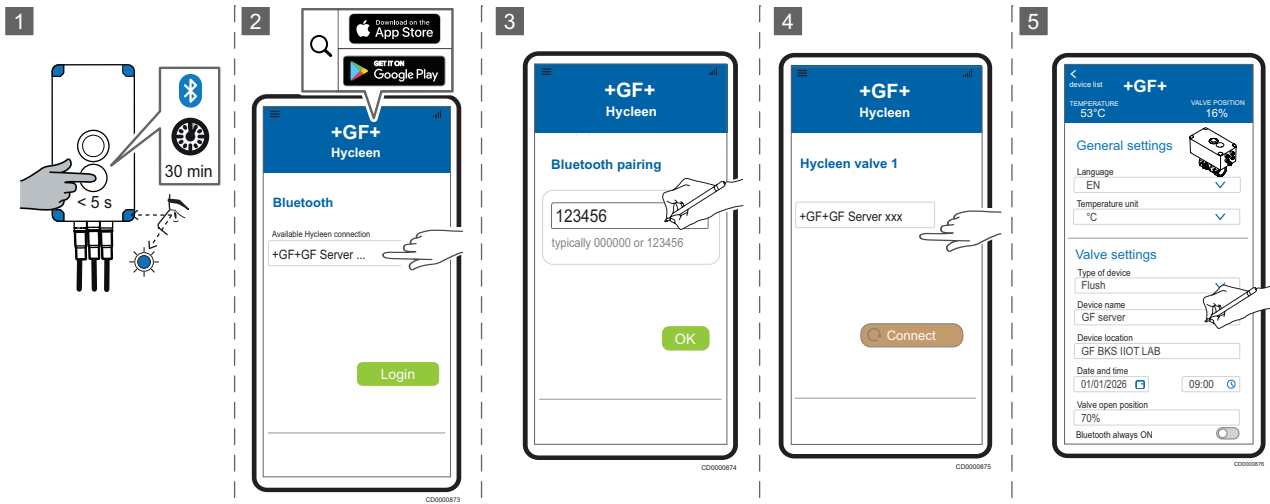 1
30 min
< 5 s
2
Download on the
App Store
GET IT ON
Google Play
+GF+
Hycleen
Bluetooth
Available Hycleen connection
+GF+GF Server ...
Login
CD0000873
3
+GF+
Hycleen
Bluetooth pairing
123456
typically 000000 or 123456
OK
CD0000874
4
+GF+
Hycleen
Hycleen valve 1
+GF+GF Server xxx
Connect
CD0000875
5
<
device list
+GF+
TEMPERATURE
53°C
VALVE POSITION
16%
General settings
Language
EN
Temperature unit
°C
Valve settings
Type of device
Flush
Device name
GF server
Device location
GF BKS IIOT LAB
Date and time
01/01/2026
09:00
Valve open position
70%
Bluetooth always ON
CD0000876